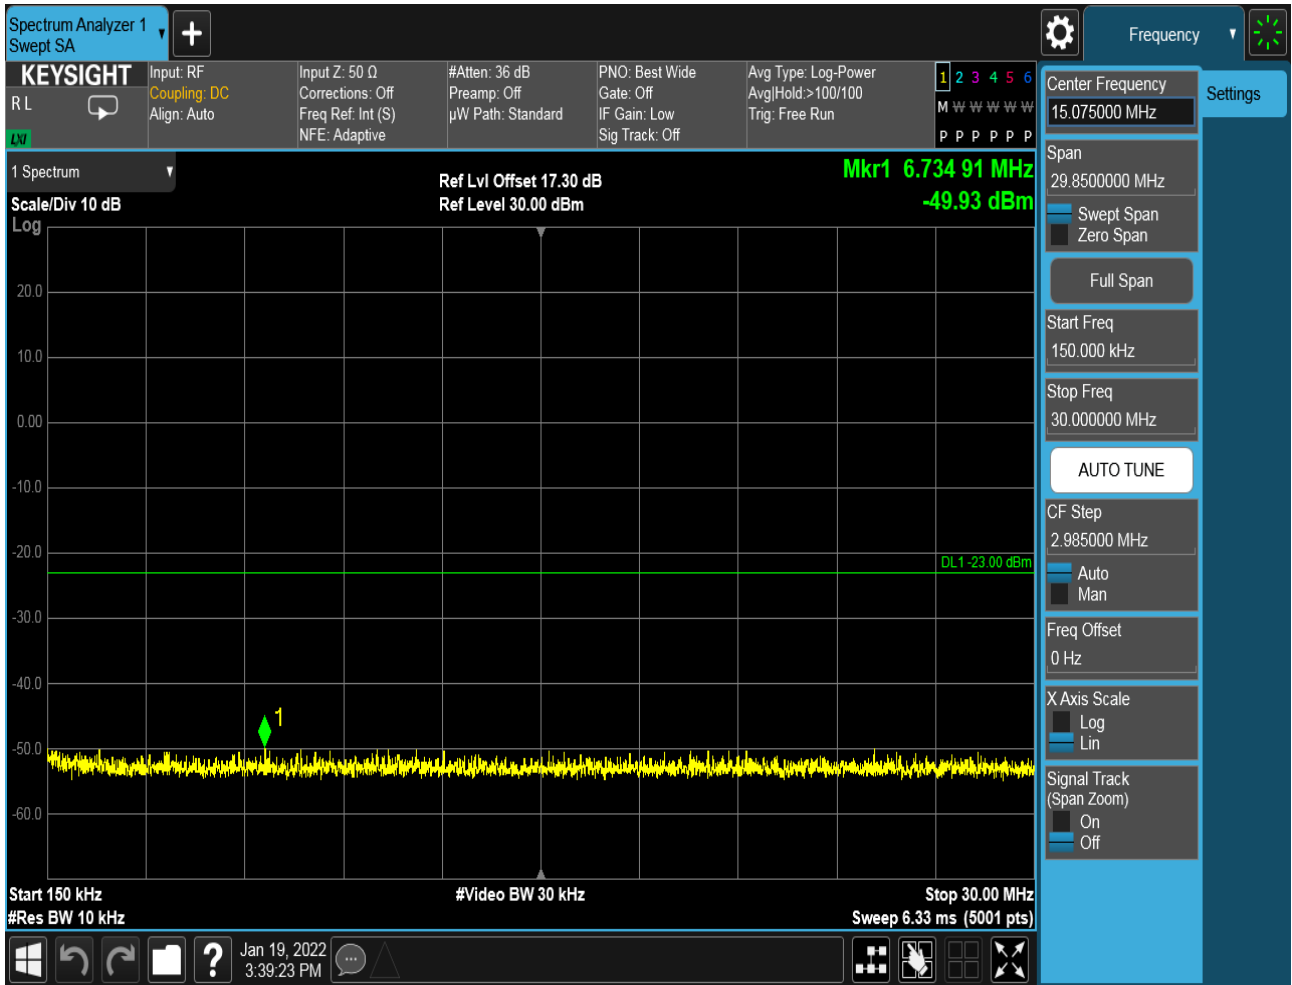 Spectrum Analyzer 1
Swept SA
Frequency
KEYSIGHT
R L
LXI
Input: RF
Coupling: DC
Align: Auto
Input Z: 50 Ω
Corrections: Off
Freq Ref: Int (S)
NFE: Adaptive
#Atten: 36 dB
Preamp: Off
µW Path: Standard
PNO: Best Wide
Gate: Off
IF Gain: Low
Sig Track: Off
Avg Type: Log-Power
Avg|Hold:>100/100
Trig: Free Run
1 2 3 4 5 6
M W W W W W
P P P P P P
1 Spectrum
Scale/Div 10 dB
Log
Ref Lvl Offset 17.30 dB
Ref Level 30.00 dBm
Mkr1 6.734 91 MHz
-49.93 dBm
20.0
10.0
0.00
-10.0
-20.0
DL1 -23.00 dBm
-30.0
-40.0
1
-50.0
-60.0
Start 150 kHz
#Video BW 30 kHz
Stop 30.00 MHz
#Res BW 10 kHz
Sweep 6.33 ms (5001 pts)
Jan 19, 2022
3:39:23 PM
Center Frequency
15.075000 MHz
Settings
Span
29.8500000 MHz
Swept Span
Zero Span
Full Span
Start Freq
150.000 kHz
Stop Freq
30.000000 MHz
AUTO TUNE
CF Step
2.985000 MHz
Auto
Man
Freq Offset
0 Hz
X Axis Scale
Log
Lin
Signal Track
(Span Zoom)
On
Off